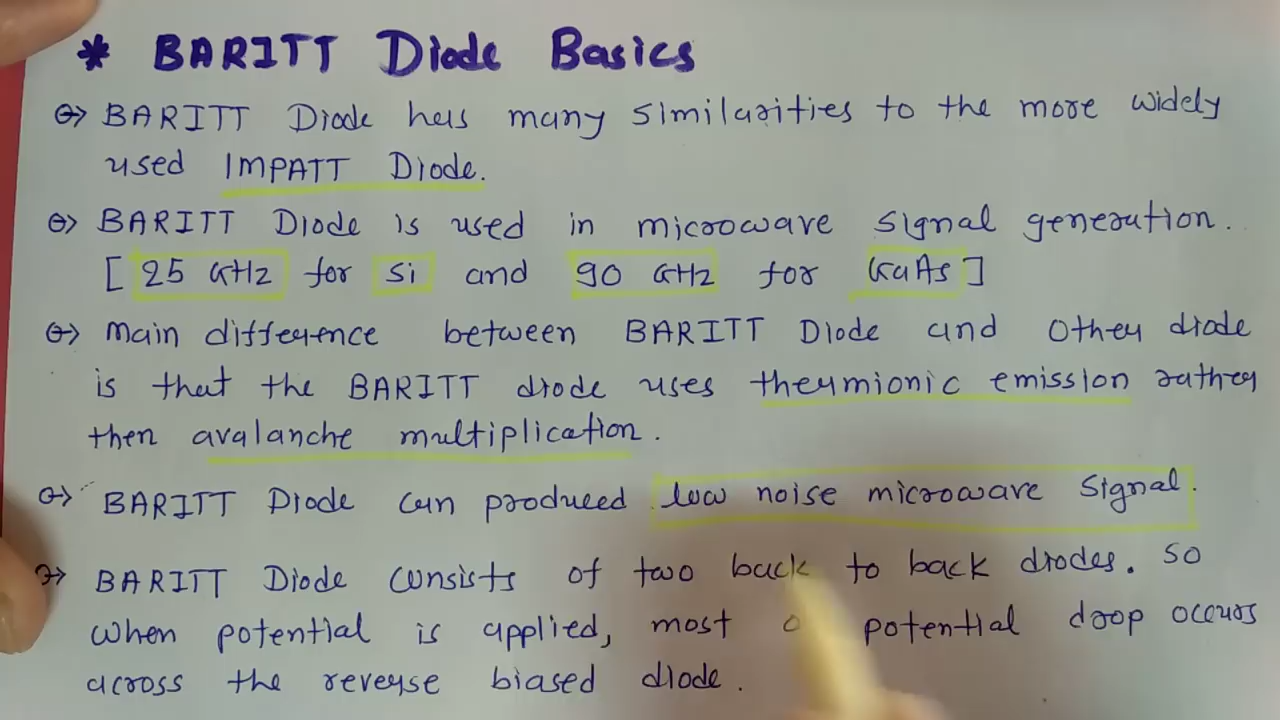 * BARITT Diode Basics
→ BARITT Diode has many similarities to the more widely
used IMPATT Diode.
→ BARITT Diode is used in microwave signal generation.
[ 25 GHz for Si and 90 GHz for GaAs ]
→ Main difference between BARITT Diode and other diode
is that the BARITT diode uses thermionic emission rather
then avalanche multiplication.
→ BARITT Diode can produced low noise microwave signal.
→ BARITT Diode consists of two back to back diodes. So
when potential is applied, most potential drop occurs
across the reverse biased diode.